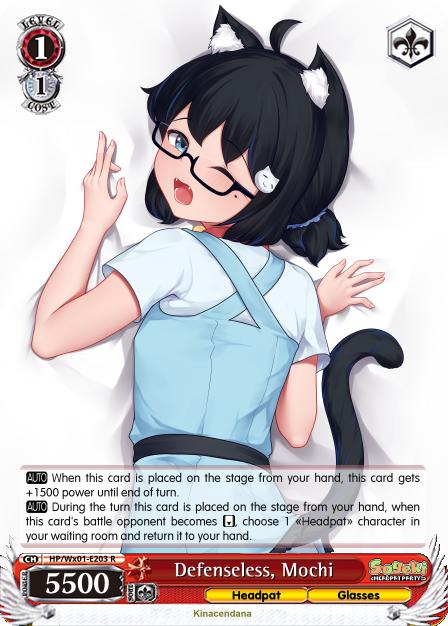 LEVEL
1
1
COST
AUTO When this card is placed on the stage from your hand, this card gets
+1500 power until end of turn.
AUTO During the turn this card is placed on the stage from your hand, when
this card's battle opponent becomes , choose 1 «Headpat» character in
your waiting room and return it to your hand.
CH HP/Wx01-E203 R
POWER 5500 SOUL
Defenseless, Mochi
HEADPAT PARTY
Headpat Glasses
Kinacendana